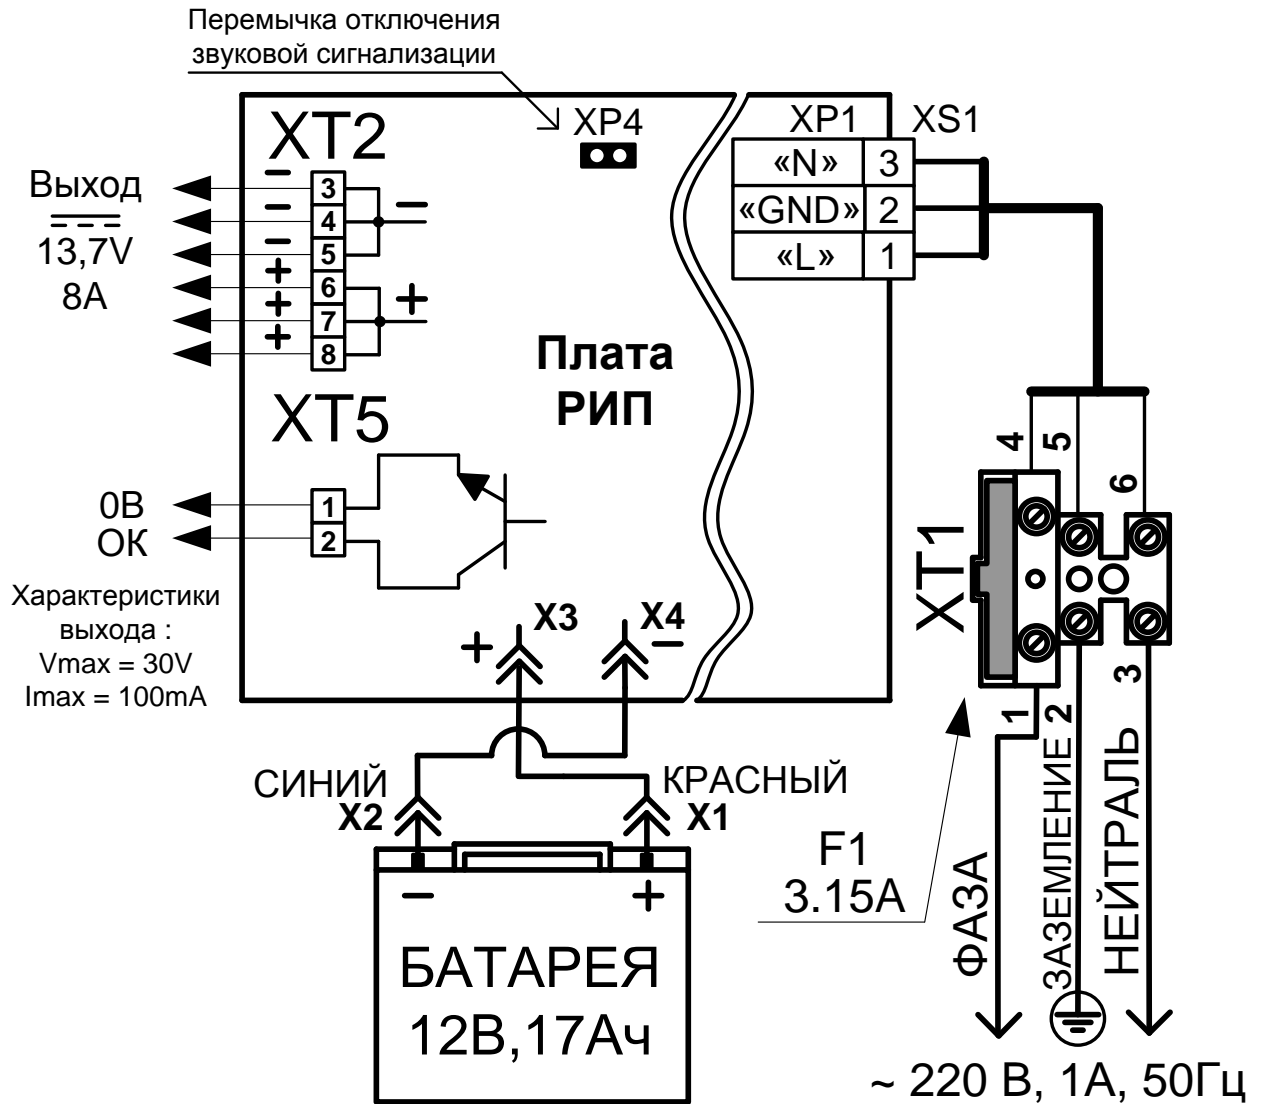 Перемычка отключения
звуковой сигнализации
XT2
XP4
XP1
XS1
«N» 3
«GND» 2
«L» 1
Выход
13,7V
8А
- 3
- 4 -
- 5
+ 6
+ 7 +
+ 8
Плата
РИП
XT5
0В 1
ОК 2
Характеристики
выхода :
Vmax = 30V
Imax = 100mA
+ X3
X4 -
4 5 6
XT1
1 2 3
СИНИЙ
X2
КРАСНЫЙ
X1
- +
БАТАРЕЯ
12В,17Ач
F1
3.15А
ФАЗА
ЗАЗЕМЛЕНИЕ
НЕЙТРАЛЬ
~ 220 В, 1А, 50Гц